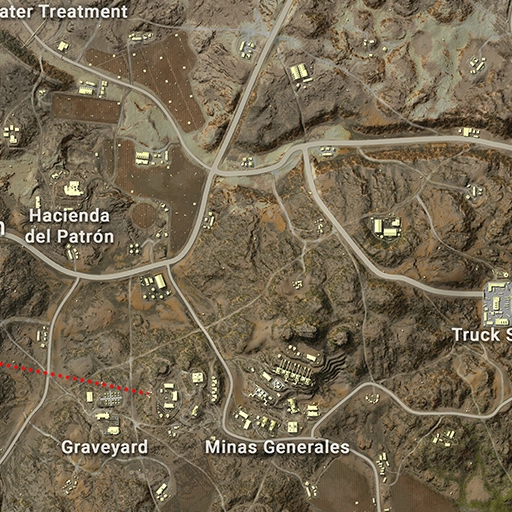 ater Treatment
Hacienda
del Patrón
n
Truck S
Graveyard
Minas Generales